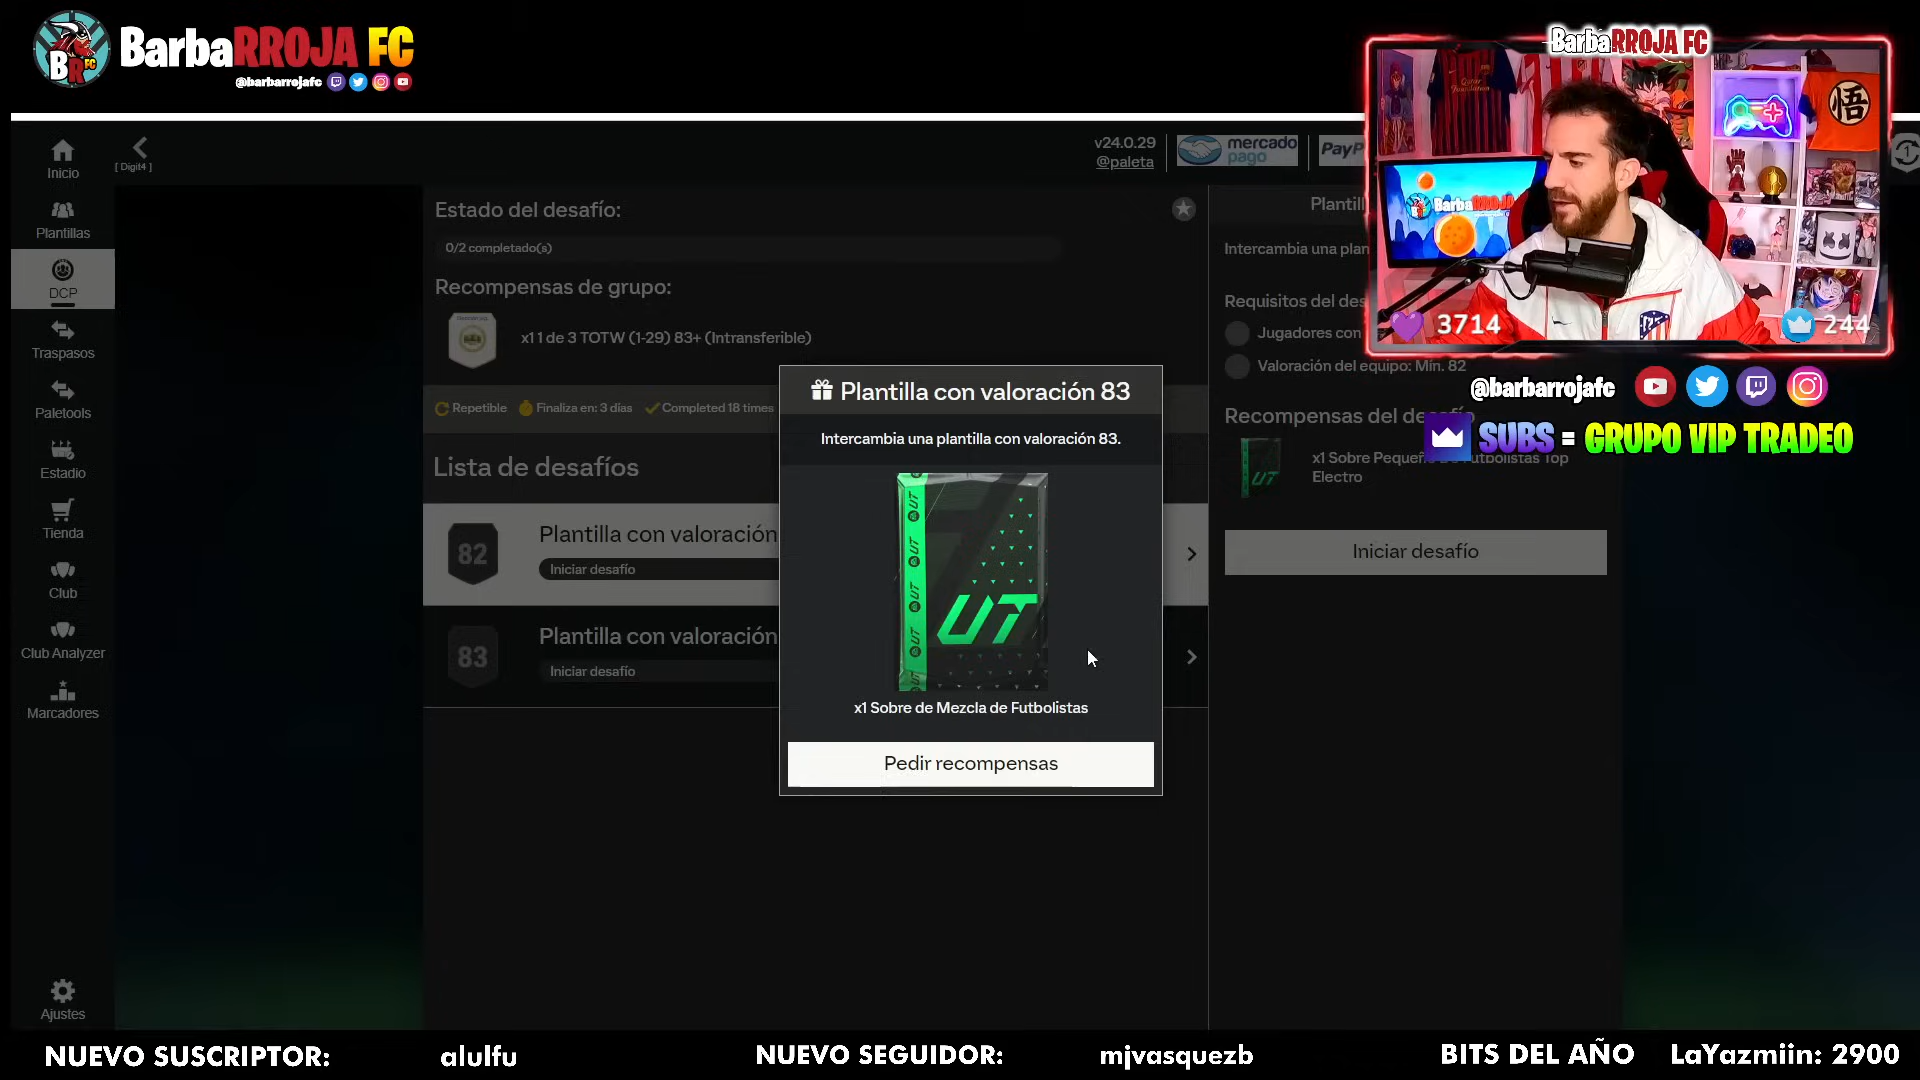 BarbaRROJA FC
@barbarrojafc
BarbaRROJA FC
Inicio
Plantillas
DCP
Traspasos
Paletools
Estadio
Tienda
Club
Club Analyzer
Marcadores
Ajustes
[ Digit4 ]
v24.0.29
@paleta
mercado
pago
PayP
Estado del desafío:
0/2 completado(s)
Recompensas de grupo:
x1 1 de 3 TOTW (1-29) 83+ (Intransferible)
Repetible
Finaliza en: 3 días
Completed 18 times
Lista de desafíos
82
Plantilla con valoración
Iniciar desafío
83
Plantilla con valoración
Iniciar desafío
Plantilla con valoración 83
Intercambia una plantilla con valoración 83.
UT
x1 Sobre de Mezcla de Futbolistas
Pedir recompensas
Intercambia una plan
Requisitos del des
Jugadores con
Valoración del equipo: Mín. 82
Recompensas del desafío
x1 Sobre Pequeño
Futbolistas Top
Electro
UT
Iniciar desafío
3714
244
@barbarrojafc
SUBS = GRUPO VIP TRADEO
NUEVO SUSCRIPTOR: alulfu
NUEVO SEGUIDOR: mjvasquezb
BITS DEL AÑO LaYazmiin: 2900